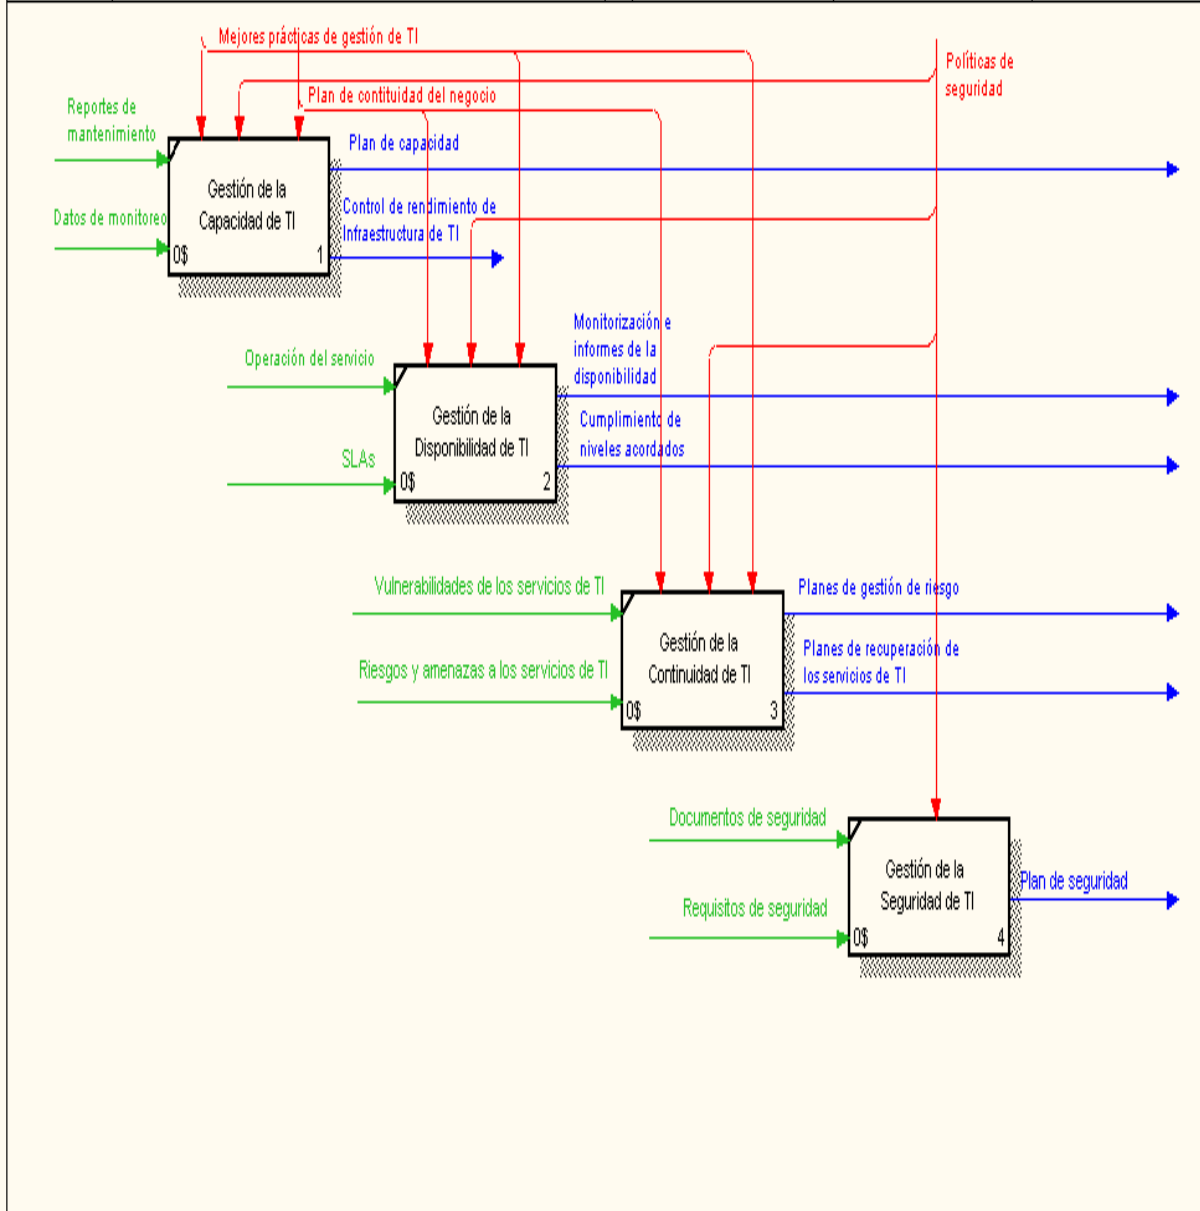 Mejores prácticas de gestión de TI
Políticas de
seguridad
Plan de contituidad del negocio
Reportes de
mantenimiento
Plan de capacidad
Gestión de la
Capacidad de TI
Datos de monitoreo
Control de rendimiento de
Infraestructura de TI
0$ 1
Monitorización e
informes de la
disponibilidad
Operación del servicio
Gestión de la
Disponibilidad de TI
Cumplimiento de
niveles acordados
SLAs
0$ 2
Vulnerabilidades de los servicios de TI
Planes de gestión de riesgo
Gestión de la
Continuidad de TI
Planes de recuperación de
los servicios de TI
Riesgos y amenazas a los servicios de TI
0$ 3
Documentos de seguridad
Gestión de la
Seguridad de TI
Plan de seguridad
Requisitos de seguridad
0$ 4